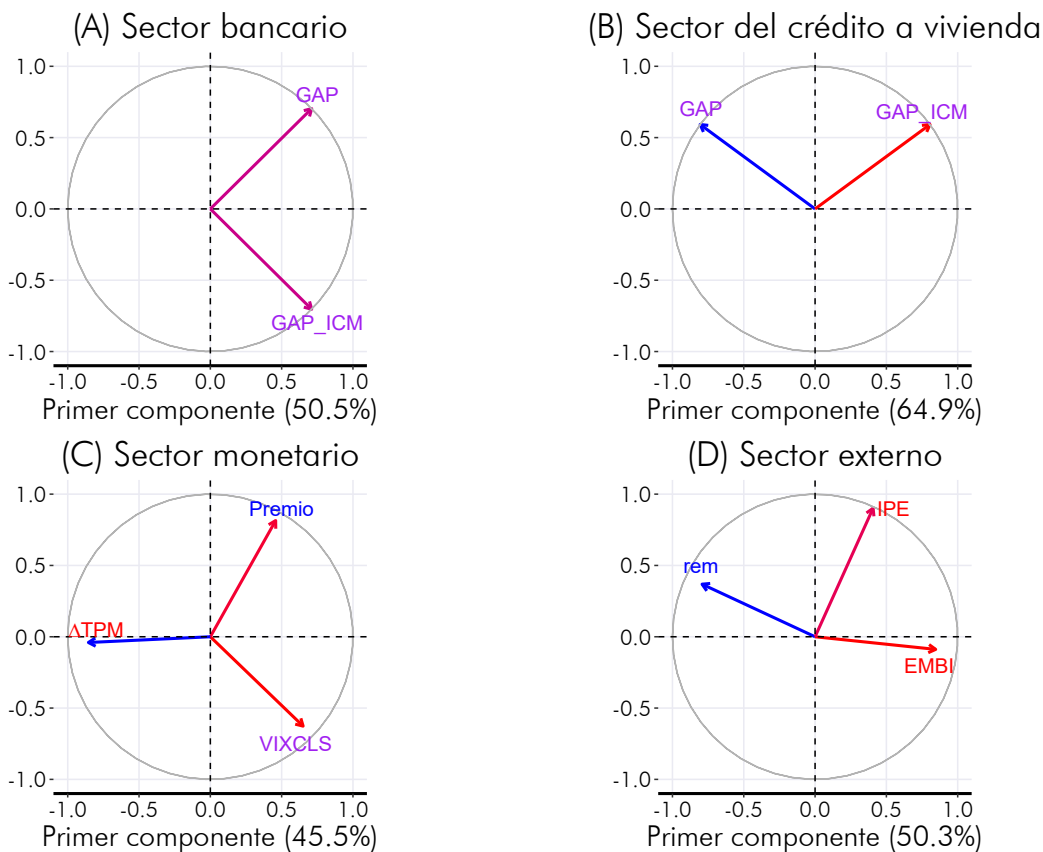 (A) Sector bancario
1.0
0.5
0.0
-0.5
-1.0
GAP
GAP_ICM
-1.0 -0.5 0.0 0.5 1.0
Primer componente (50.5%)
(B) Sector del crédito a vivienda
1.0
0.5
0.0
-0.5
-1.0
GAP
GAP_ICM
-1.0 -0.5 0.0 0.5 1.0
Primer componente (64.9%)
(C) Sector monetario
1.0
0.5
0.0
-0.5
-1.0
Premio
ΔTPM
VIXCLS
-1.0 -0.5 0.0 0.5 1.0
Primer componente (45.5%)
(D) Sector externo
1.0
0.5
0.0
-0.5
-1.0
IPE
rem
EMBI
-1.0 -0.5 0.0 0.5 1.0
Primer componente (50.3%)